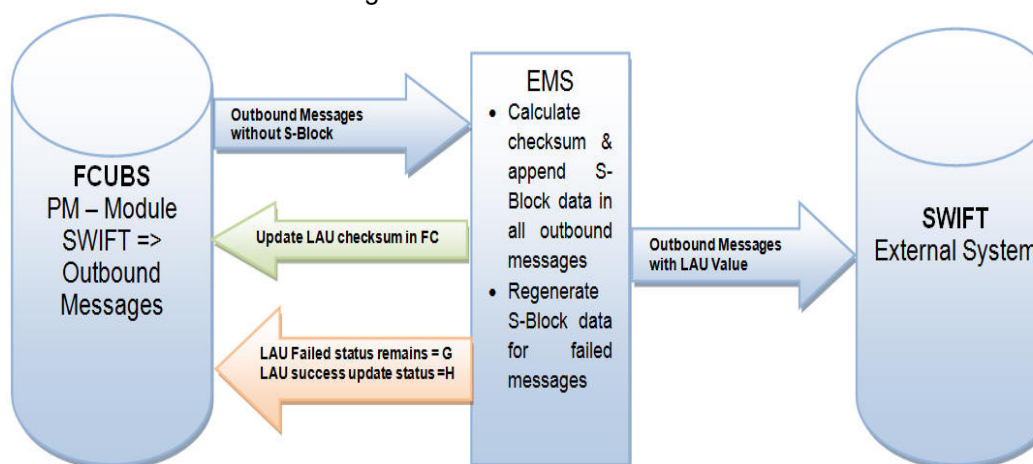 FCUBS
PM – Module
SWIFT =>
Outbound
Messages
Outbound Messages
without S-Block
Update LAU checksum in FC
LAU Failed status remains = G
LAU success update status =H
EMS
• Calculate
checksum &
append S-
Block data in
all outbound
messages
• Regenerate
S-Block data
for failed
messages
Outbound Messages
with LAU Value
SWIFT
External System